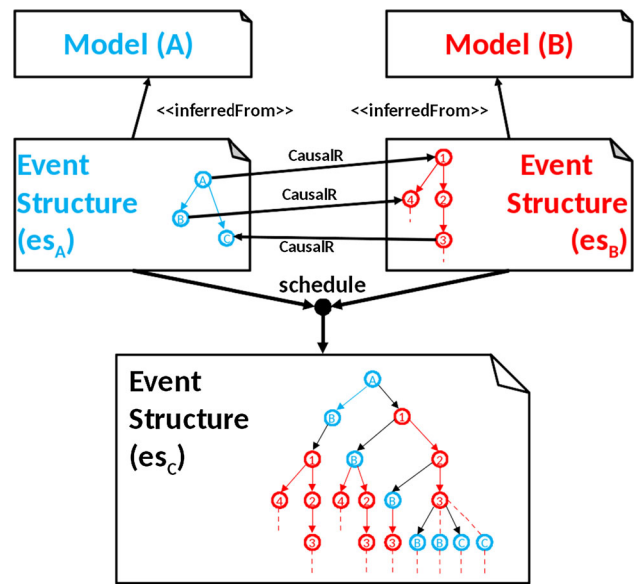 Model (A)
Model (B)
<<inferredFrom>>
<<inferredFrom>>
Event
Structure
(esA)
A
B
C
CausalR
CausalR
CausalR
1
4
2
3
Event
Structure
(esB)
schedule
Event
Structure
(esC)
A
B
1
1
B
2
4
2
4
2
B
3
3
3
3
B
B
C
C